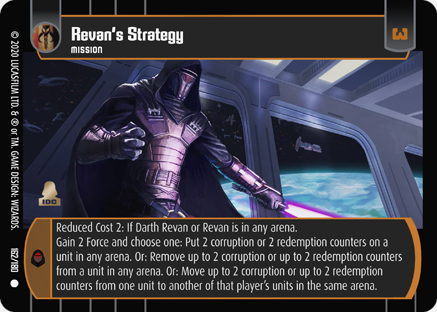 Revan's Strategy
MISSION
3
© 2020 LUCASFILM LTD. & ® or TM. GAME DESIGN: WIZARDS.
IDC
162/180
Reduced Cost 2: If Darth Revan or Revan is in any arena.
Gain 2 Force and choose one: Put 2 corruption or 2 redemption counters on a
unit in any arena. Or: Remove up to 2 corruption or up to 2 redemption counters
from a unit in any arena. Or: Move up to 2 corruption or up to 2 redemption
counters from one unit to another of that player's units in the same arena.